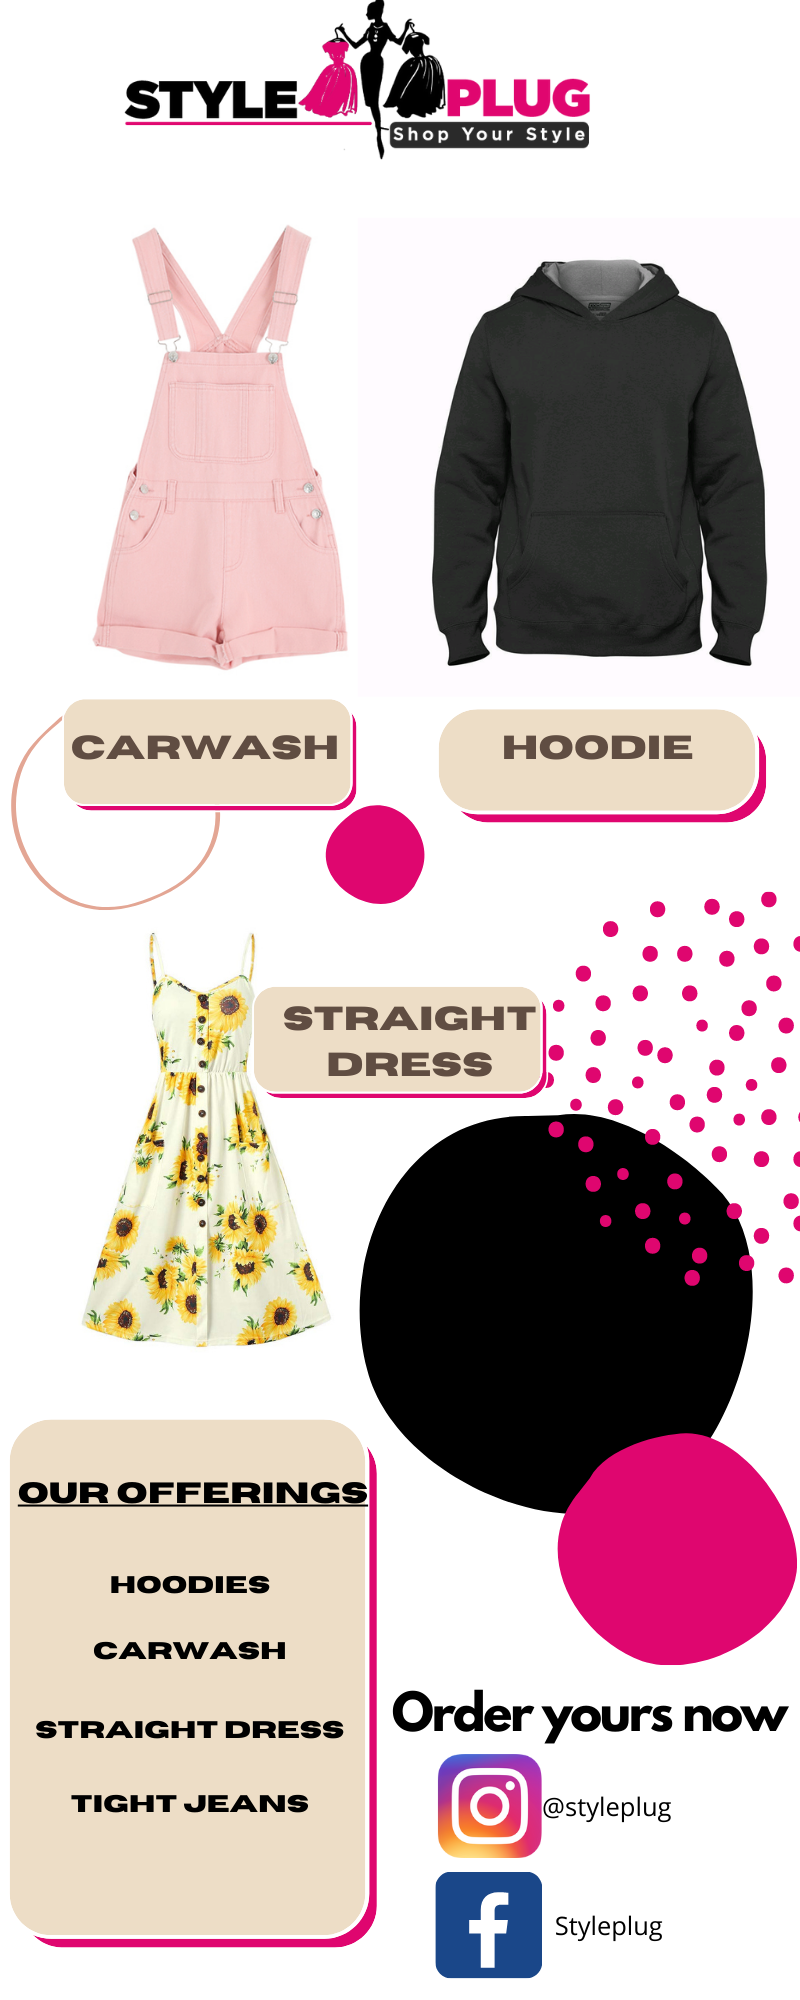 STYLE PLUG
Shop Your Style
CARWASH
HOODIE
STRAIGHT
DRESS
OUR OFFERINGS
HOODIES
CARWASH
STRAIGHT DRESS
TIGHT JEANS
Order yours now
@styleplug
Styleplug